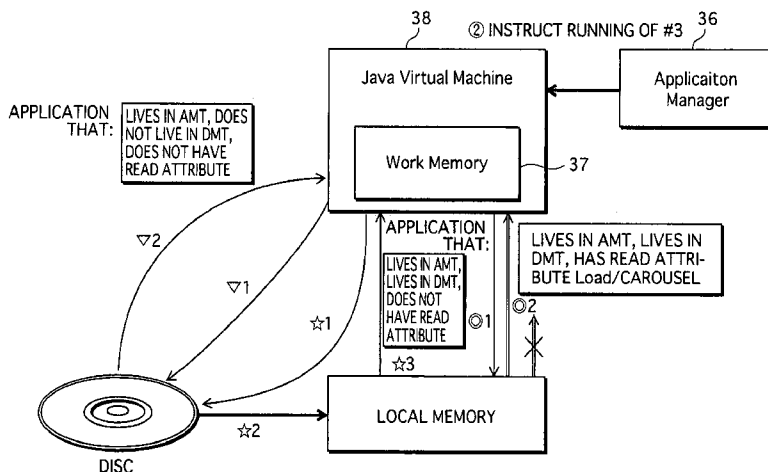 38
② INSTRUCT RUNNING OF #3
36
Java Virtual Machine
Applicaiton
Manager
APPLICATION
THAT:
LIVES IN AMT, DOES
NOT LIVE IN DMT,
DOES NOT HAVE
READ ATTRIBUTE
Work Memory
37
APPLICATION
THAT:
LIVES IN AMT,
LIVES IN DMT,
DOES NOT
HAVE READ
ATTRIBUTE
LIVES IN AMT, LIVES IN
DMT, HAS READ ATTRI-
BUTE Load/CAROUSEL
▽2
▽1
☆1
◎1
◎2
☆3
☆2
LOCAL MEMORY
DISC